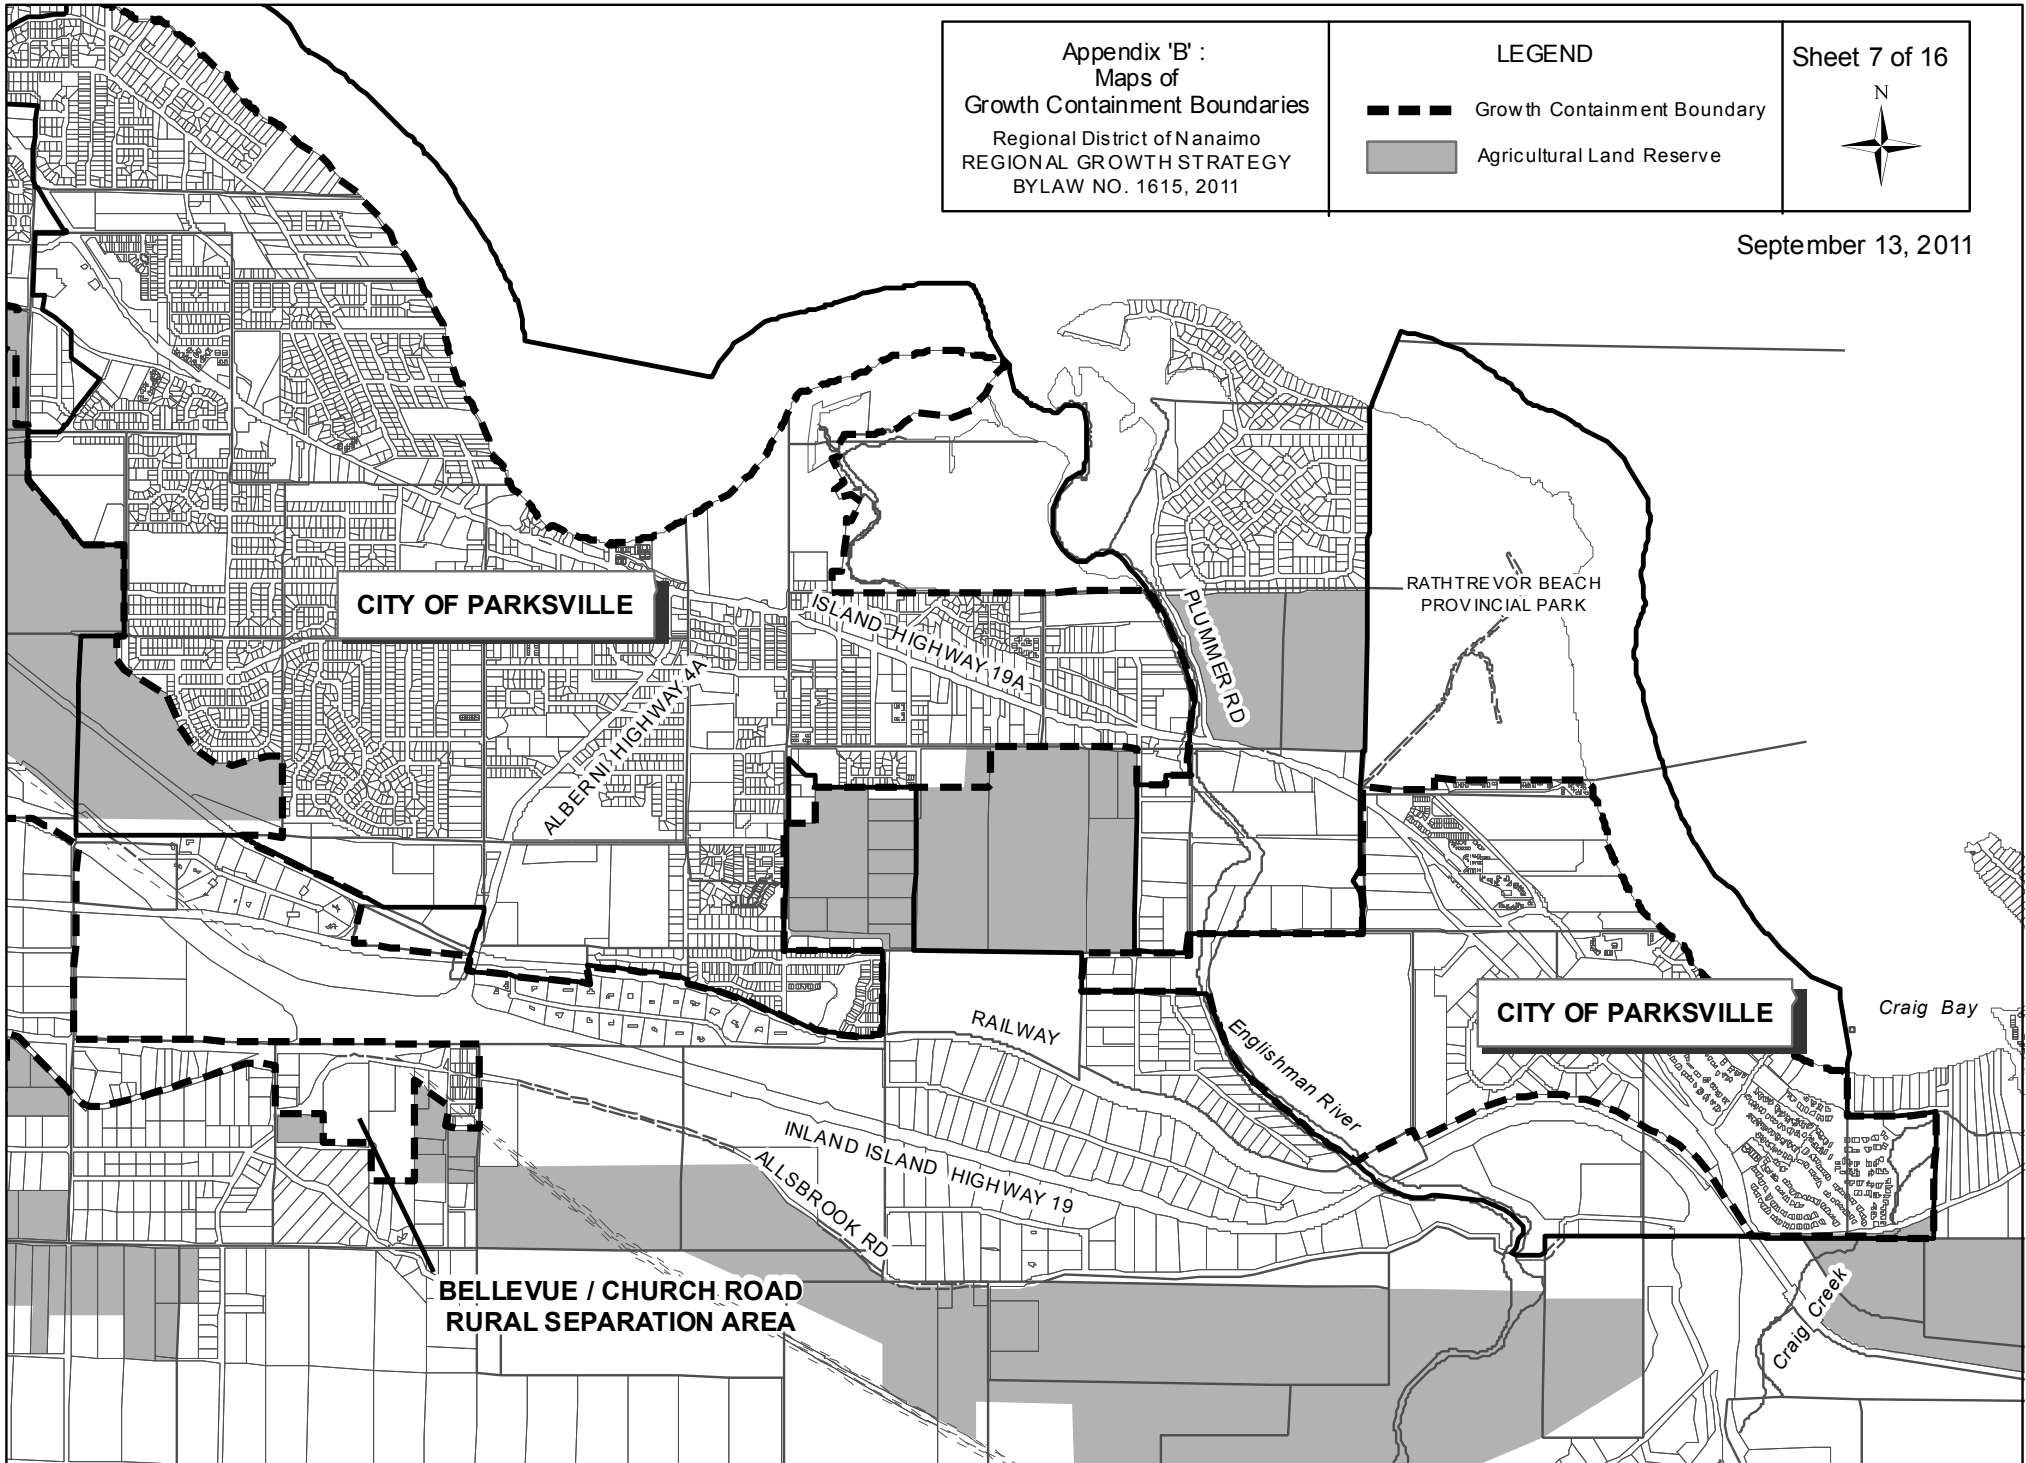 Appendix 'B' :
Maps of
Growth Containment Boundaries
Regional District of Nanaimo
REGIONAL GROWTH STRATEGY
BYLAW NO. 1615, 2011
LEGEND
Growth Containment Boundary
Agricultural Land Reserve
Sheet 7 of 16
N
September 13, 2011
CITY OF PARKSVILLE
ISLAND HIGHWAY 19A
ALBERNI HIGHWAY 4A
PLUMMER RD
RATHTREVOR BEACH
PROVINCIAL PARK
CITY OF PARKSVILLE
Craig Bay
RAILWAY
Englishman River
INLAND ISLAND HIGHWAY 19
ALLSBROOK RD
BELLEVUE / CHURCH ROAD
RURAL SEPARATION AREA
Craig Creek